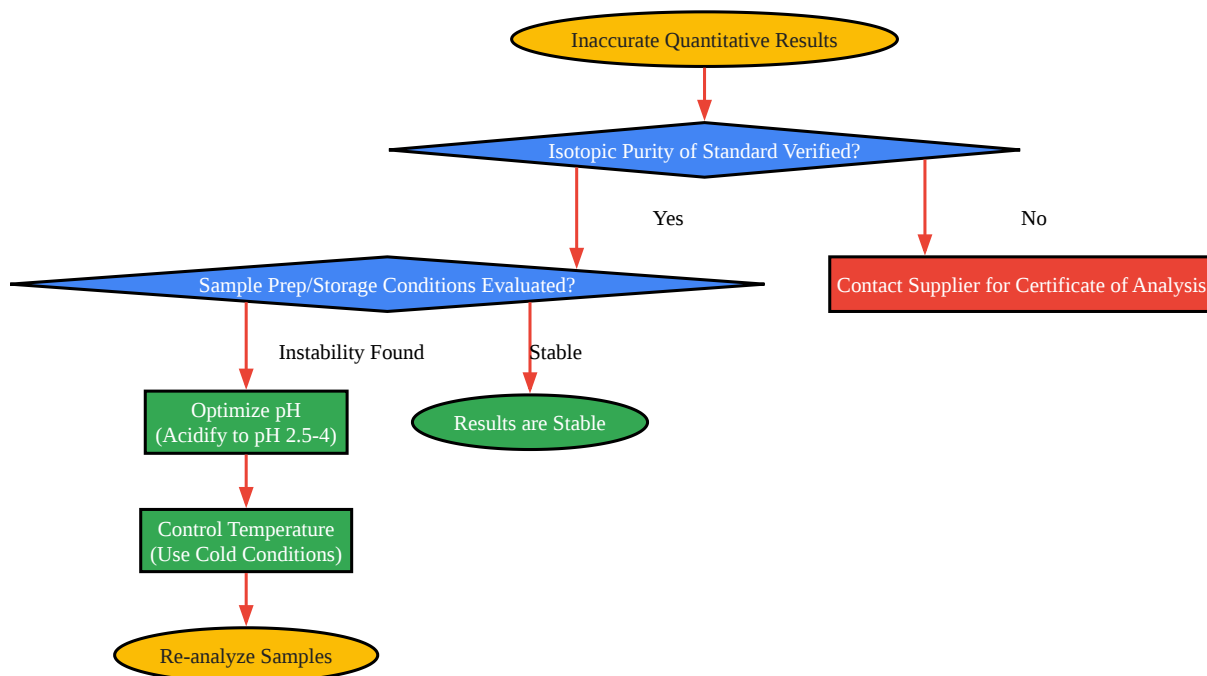 Inaccurate Quantitative Results
Isotopic Purity of Standard Verified?
Yes
No
Sample Prep/Storage Conditions Evaluated?
Contact Supplier for Certificate of Analysis
Instability Found
Stable
Optimize pH
(Acidify to pH 2.5-4)
Results are Stable
Control Temperature
(Use Cold Conditions)
Re-analyze Samples